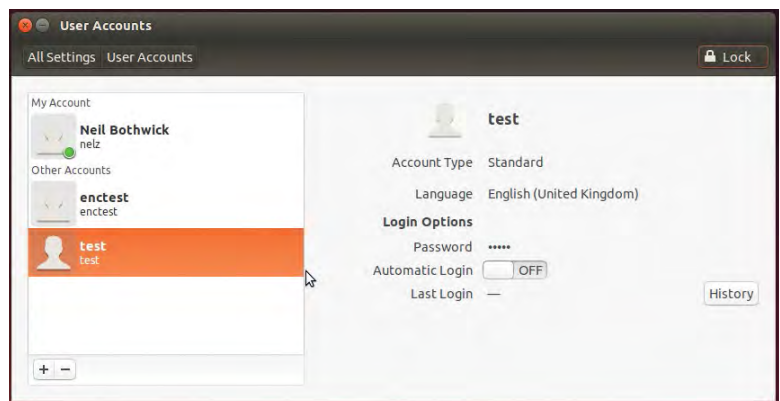 User Accounts
All Settings User Accounts
Lock
My Account
Neil Bothwick
nelz
Other Accounts
enctest
enctest
test
test
+ −
test
Account Type Standard
Language English (United Kingdom)
Login Options
Password •••••
Automatic Login OFF
Last Login —
History